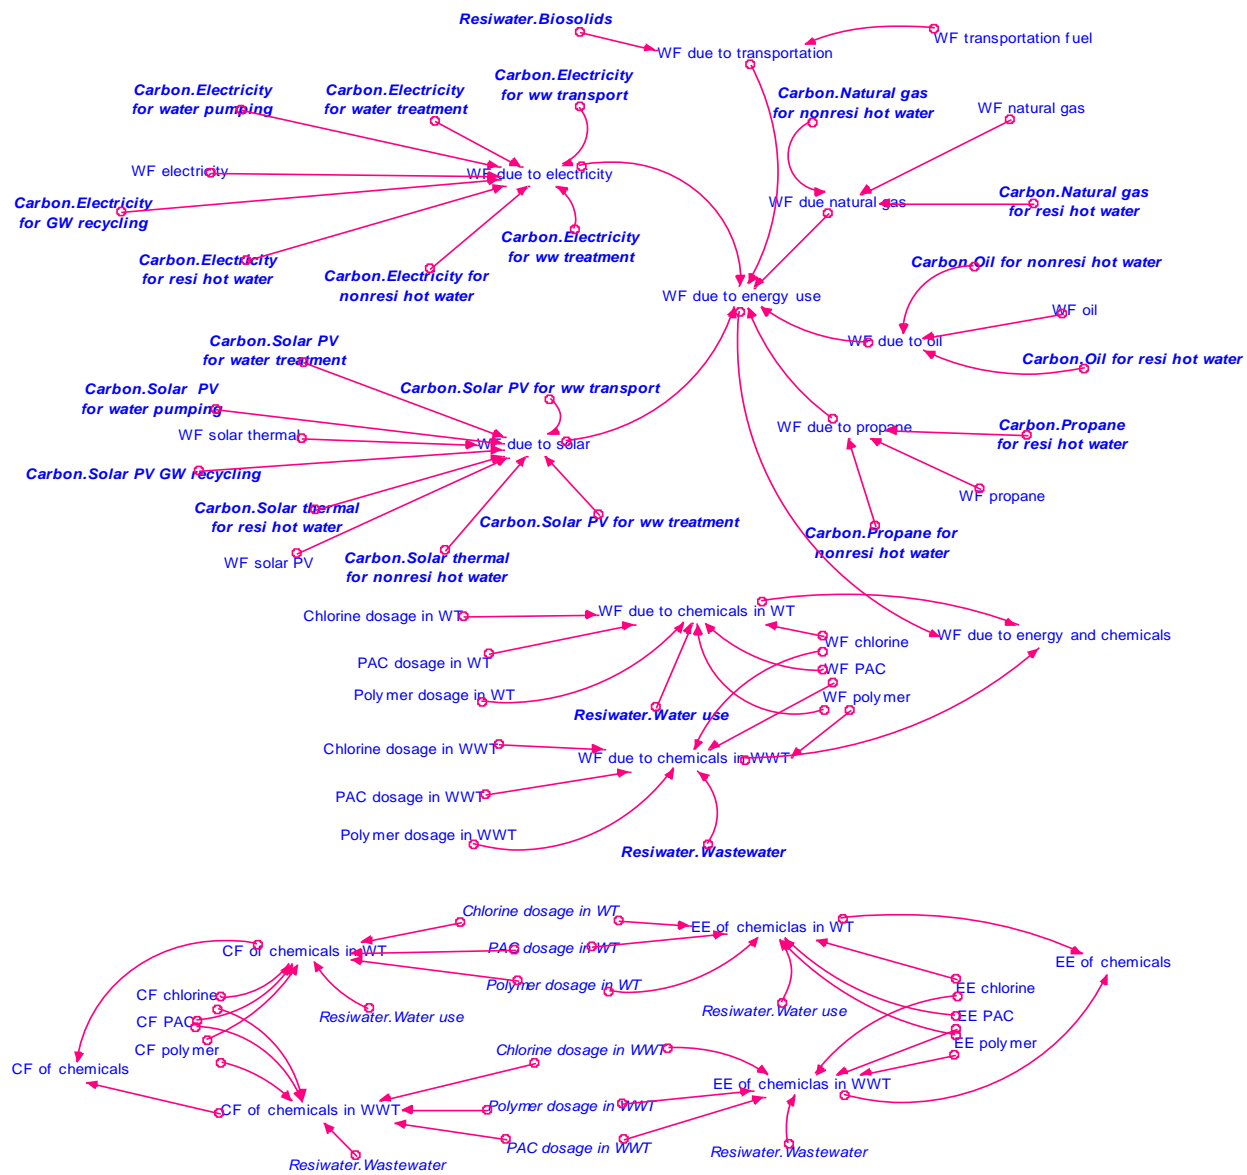 Resiwater.Biosolids
WF transportation fuel
WF due to transportation
Carbon.Electricity
for water pumping
Carbon.Electricity
for water treatment
Carbon.Electricity
for ww transport
Carbon.Natural gas
for nonresi hot water
WF natural gas
WF electricity
WF due to electricity
Carbon.Natural gas
for resi hot water
WF due natural gas
Carbon.Electricity
for GW recycling
Carbon.Electricity
for resi hot water
Carbon.Electricity for
nonresi hot water
Carbon.Electricity
for ww treatment
Carbon.Oil for nonresi hot water
WF due to energy use
WF oil
WF due to oil
Carbon.Oil for resi hot water
Carbon.Solar PV
for water treatment
Carbon.Solar PV
for water pumping
Carbon.Solar PV for ww transport
WF solar thermal
WF due to solar
WF due to propane
Carbon.Propane
for resi hot water
Carbon.Solar PV GW recycling
WF propane
Carbon.Solar thermal
for resi hot water
Carbon.Solar PV for ww treatment
Carbon.Propane for
nonresi hot water
WF solar PV
Carbon.Solar thermal
for nonresi hot water
Chlorine dosage in WT
WF due to chemicals in WT
WF chlorine
WF due to energy and chemicals
PAC dosage in WT
WF PAC
Polymer dosage in WT
WF polymer
Resiwater.Water use
Chlorine dosage in WWT
WF due to chemicals in WWT
PAC dosage in WWT
Polymer dosage in WWT
Resiwater.Wastewater
Chlorine dosage in WT
EE of chemiclas in WT
CF of chemicals in WT
PAC dosage in WT
EE of chemicals
Polymer dosage in WT
CF chlorine
EE chlorine
Resiwater.Water use
Resiwater.Water use
CF PAC
EE PAC
CF polymer
Chlorine dosage in WWT
EE polymer
CF of chemicals
EE of chemiclas in WWT
CF of chemicals in WWT
Polymer dosage in WWT
PAC dosage in WWT
Resiwater.Wastewater
Resiwater.Wastewater